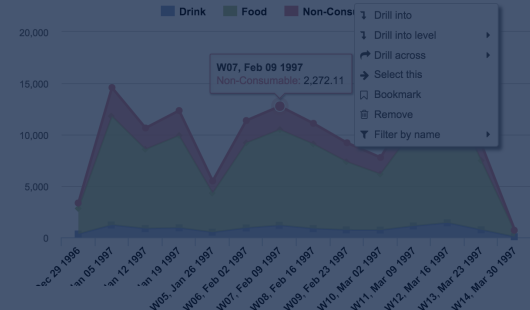 Drink Food Non-Consu
Drill into
Drill into level
Drill across
Select this
Bookmark
Remove
Filter by name
20,000
15,000
10,000
5,000
0
W07, Feb 09 1997
Non-Consumable: 2,272.11
Dec 29 1996
Jan 05 1997
Jan 12 1997
Jan 19 1997
W05, Jan 26 1997
W06, Feb 02 1997
W07, Feb 09 1997
W08, Feb 16 1997
W09, Feb 23 1997
W10, Mar 02 1997
W11, Mar 09 1997
W12, Mar 16 1997
W13, Mar 23 1997
W14, Mar 30 1997